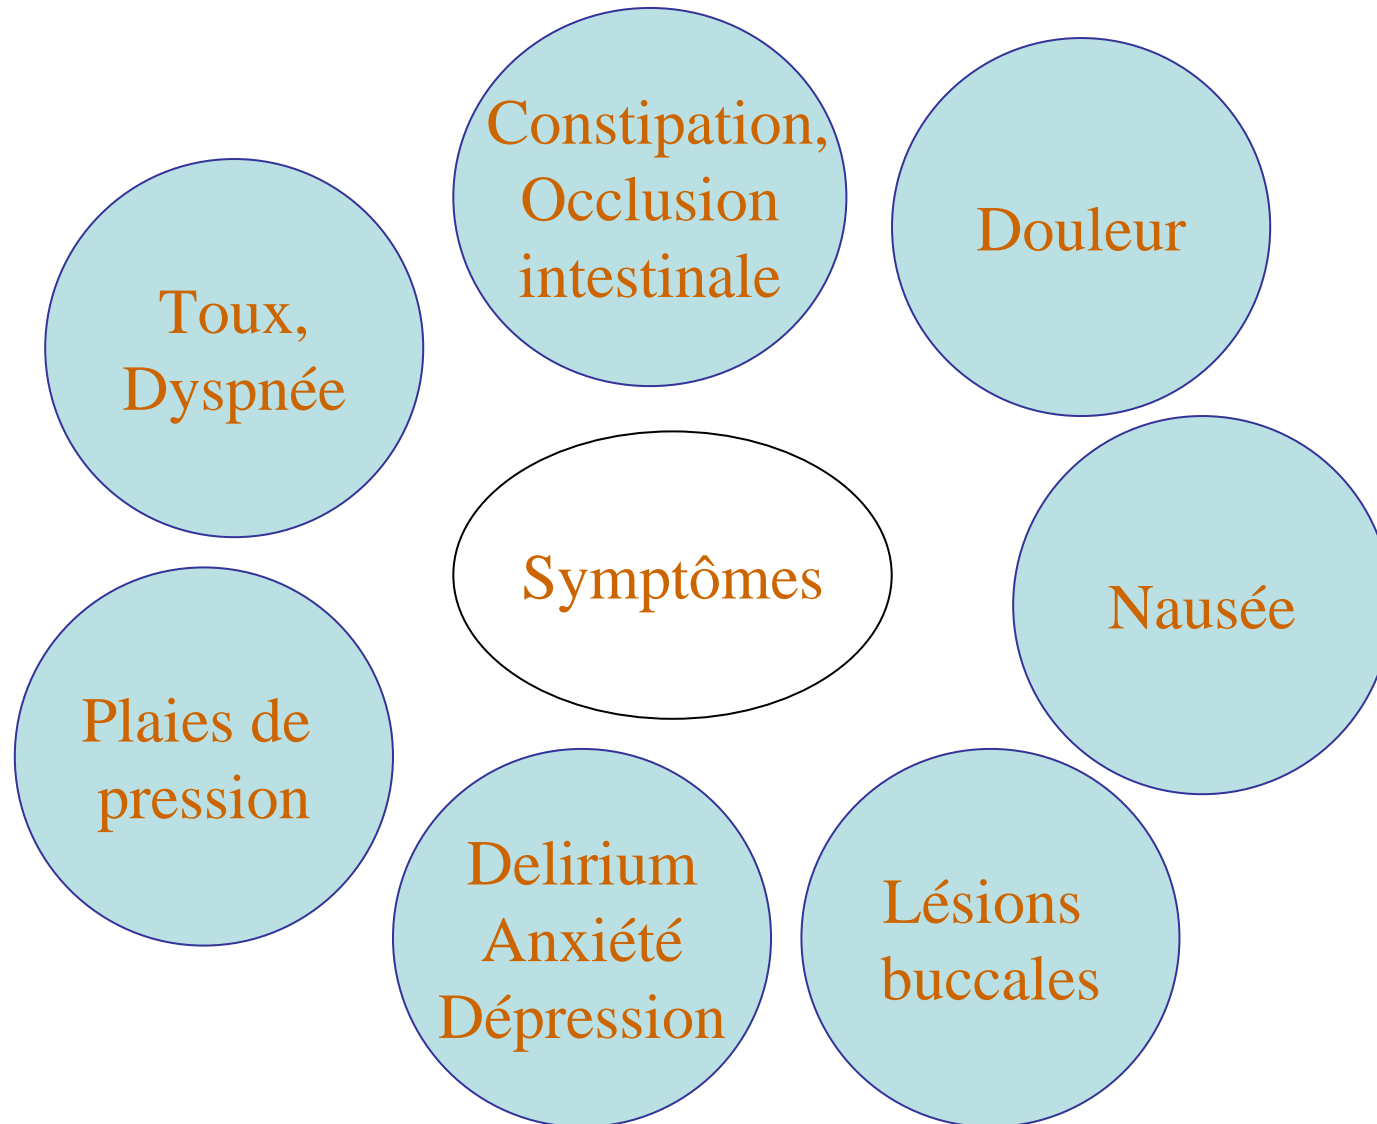 Constipation,
Occlusion
intestinale
Douleur
Toux,
Dyspnée
Symptômes
Nausée
Plaies de
pression
Delirium
Anxiété
Dépression
Lésions
buccales